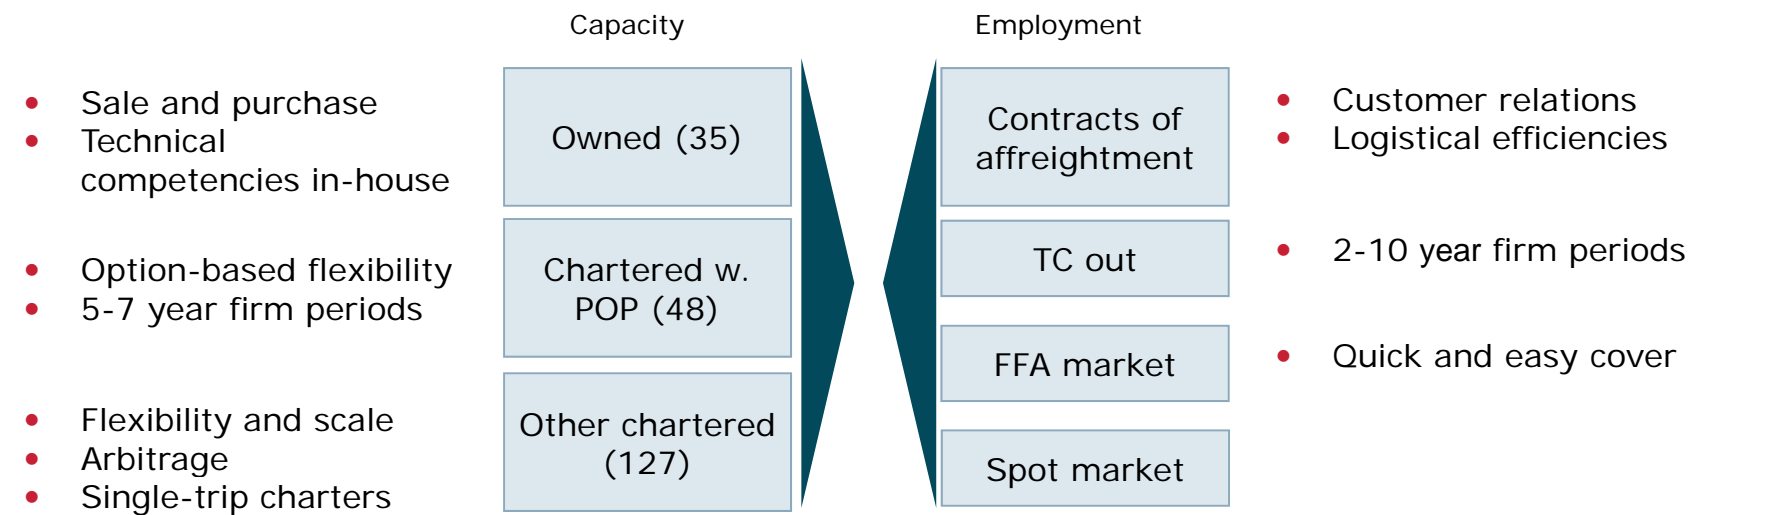 Capacity
Employment
• Sale and purchase
• Technical
competencies in-house
Owned (35)
Contracts of
affreightment
• Customer relations
• Logistical efficiencies
• Option-based flexibility
• 5-7 year firm periods
Chartered w.
POP (48)
TC out
• 2-10 year firm periods
FFA market
• Quick and easy cover
• Flexibility and scale
• Arbitrage
• Single-trip charters
Other chartered
(127)
Spot market